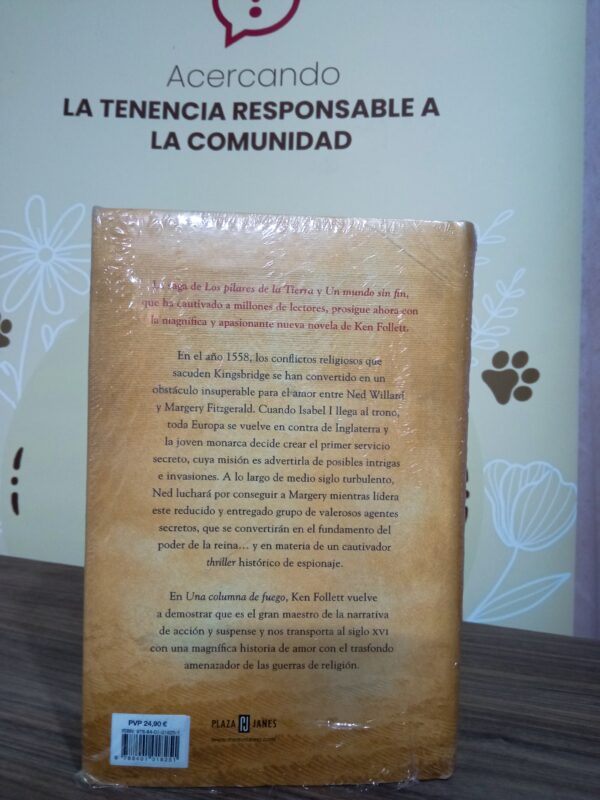 Acercando
LA TENENCIA RESPONSABLE A
LA COMUNIDAD
La saga de Los pilares de la Tierra y Un mundo sin fin,
que ha cautivado a millones de lectores, prosigue ahora con
la magnífica y apasionante nueva novela de Ken Follett.
En el año 1558, los conflictos religiosos que
sacuden Kingsbridge se han convertido en un
obstáculo insuperable para el amor entre Ned Willard
y Margery Fitzgerald. Cuando Isabel I llega al trono,
toda Europa se vuelve en contra de Inglaterra y
la joven monarca decide crear el primer servicio
secreto, cuya misión es advertirla de posibles intrigas
e invasiones. A lo largo de medio siglo turbulento,
Ned luchará por conseguir a Margery mientras lidera
este reducido y entregado grupo de valerosos agentes
secretos, que se convertirán en el fundamento del
poder de la reina... y en materia de un cautivador
thriller histórico de espionaje.
En Una columna de fuego, Ken Follett vuelve
a demostrar que es el gran maestro de la narrativa
de acción y suspense y nos transporta al siglo XVI
con una magnífica historia de amor con el trasfondo
amenazador de las guerras de religión.
PVP 24,90 €
PLAZA JANÉS